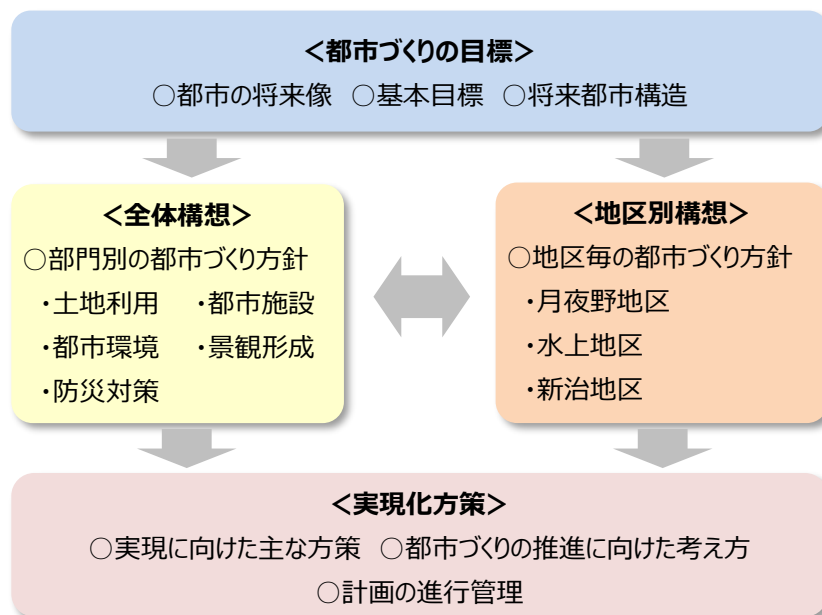 ＜都市づくりの目標＞
○都市の将来像 ○基本目標 ○将来都市構造
＜全体構想＞
○部門別の都市づくり方針
・土地利用 ・都市施設
・都市環境 ・景観形成
・防災対策
＜地区別構想＞
○地区毎の都市づくり方針
・月夜野地区
・水上地区
・新治地区
＜実現化方策＞
○実現に向けた主な方策 ○都市づくりの推進に向けた考え方
○計画の進行管理